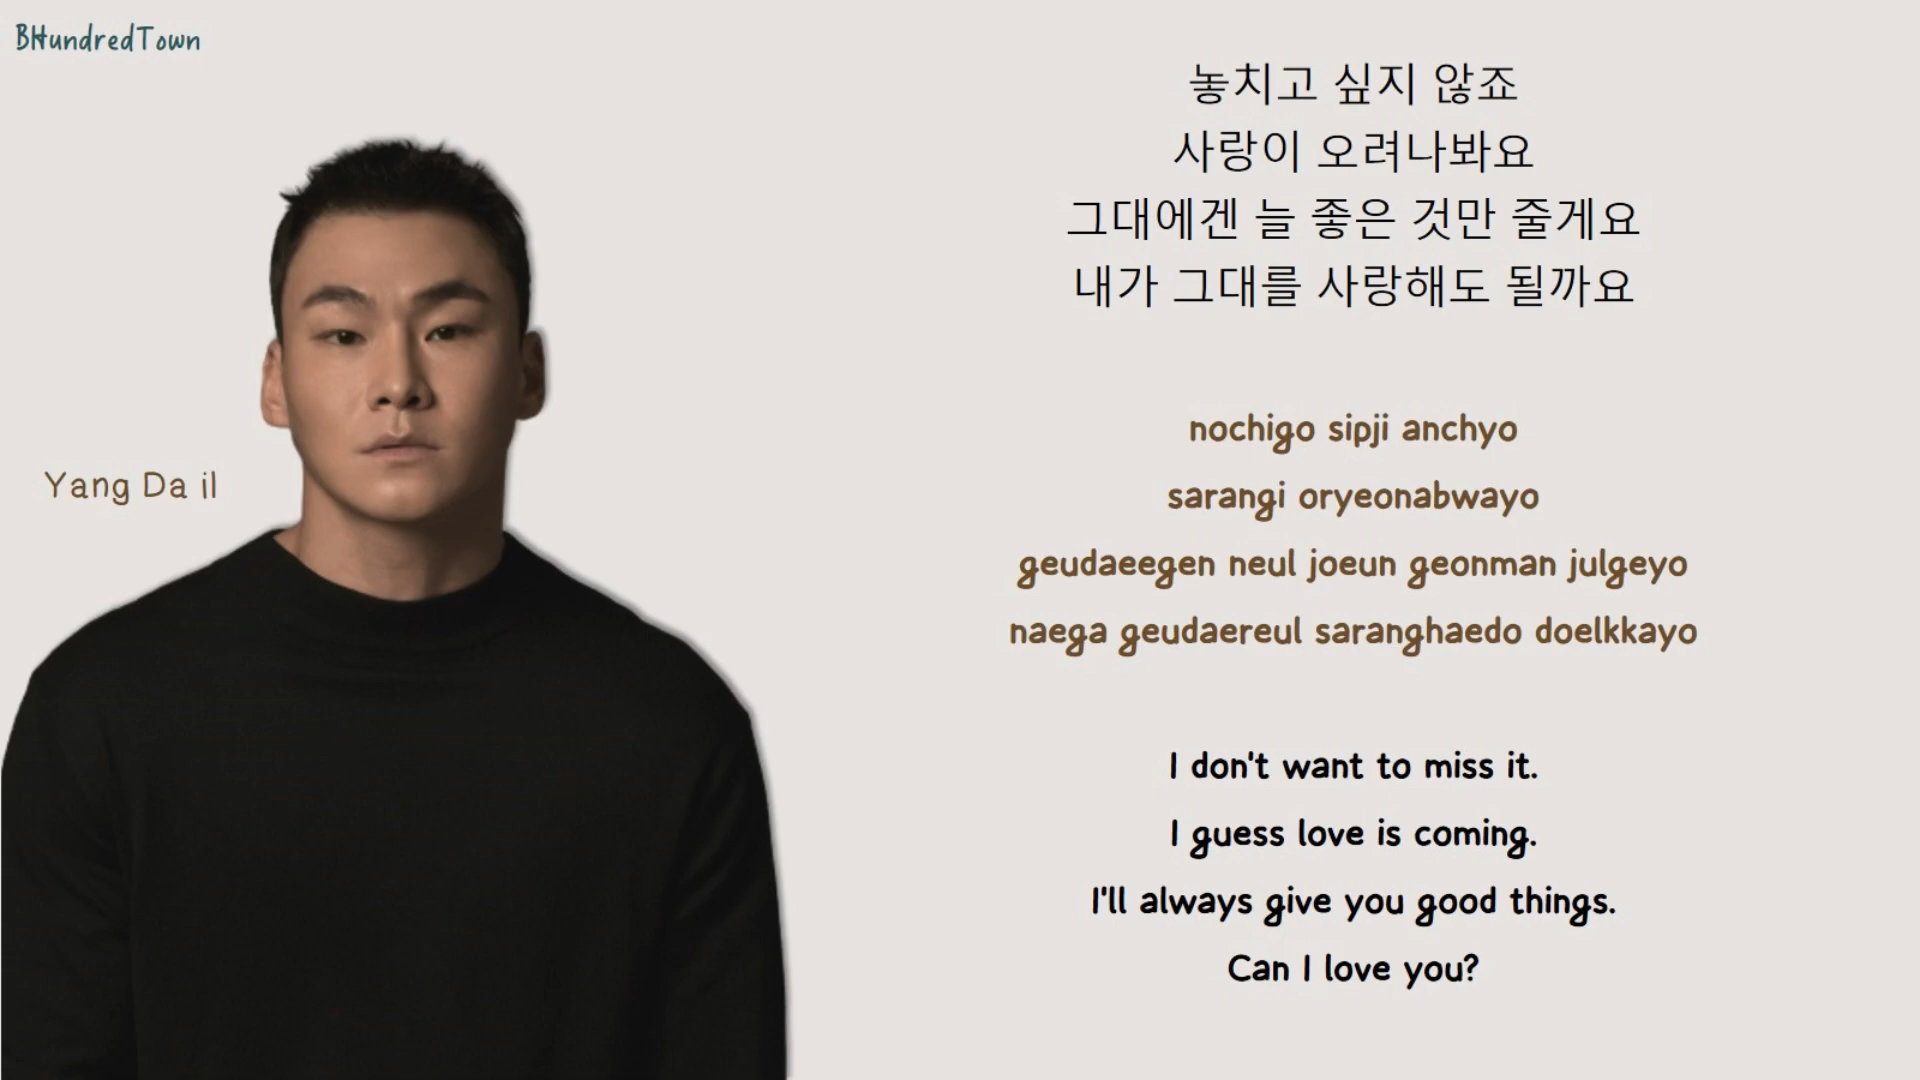 BHundredTown
놓치고 싶지 않죠
사랑이 오려나봐요
그대에겐 늘 좋은 것만 줄게요
내가 그대를 사랑해도 될까요
nochigo sipji anchyo
sarangi oryeonabwayo
geudaeegen neul joeun geonman julgeyo
naega geudaereul saranghaedo doelkkayo
Yang Da il
I don't want to miss it.
I guess love is coming.
I'll always give you good things.
Can I love you?